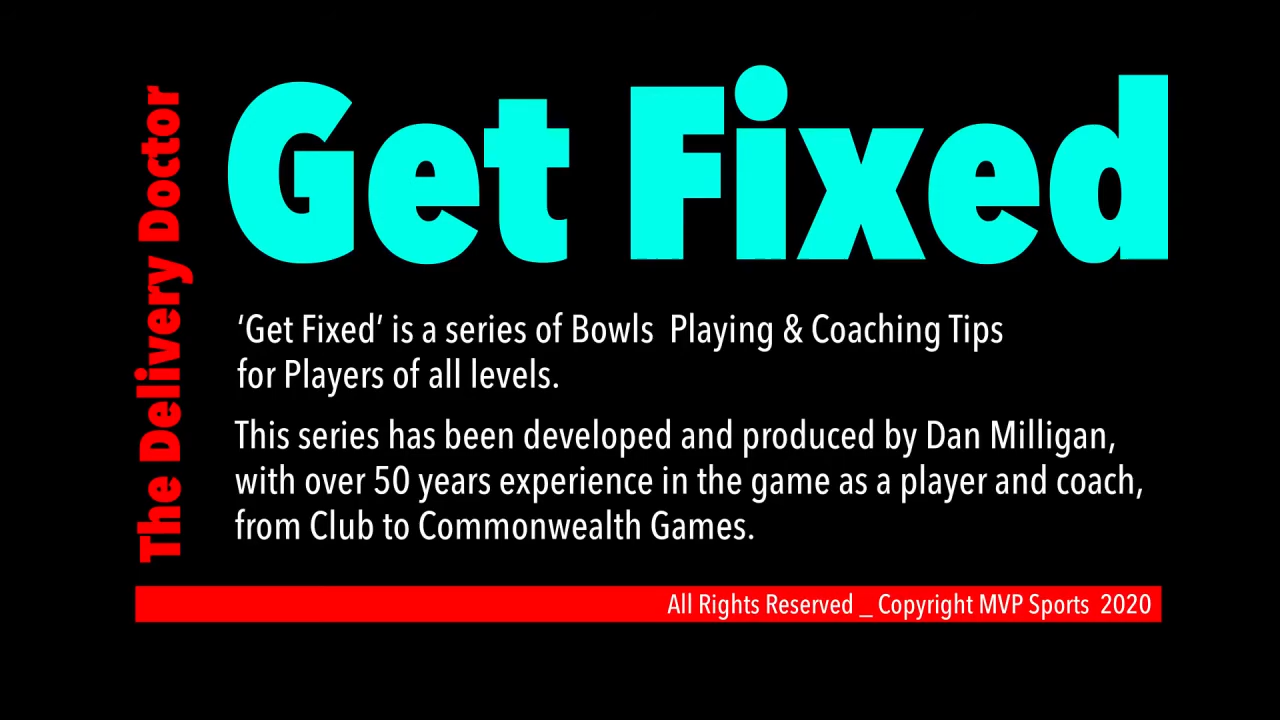 The Delivery Doctor
Get Fixed
‘Get Fixed’ is a series of Bowls  Playing & Coaching Tips
for Players of all levels.
This series has been developed and produced by Dan Milligan,
with over 50 years experience in the game as a player and coach,
from Club to Commonwealth Games.
All Rights Reserved _ Copyright MVP Sports  2020